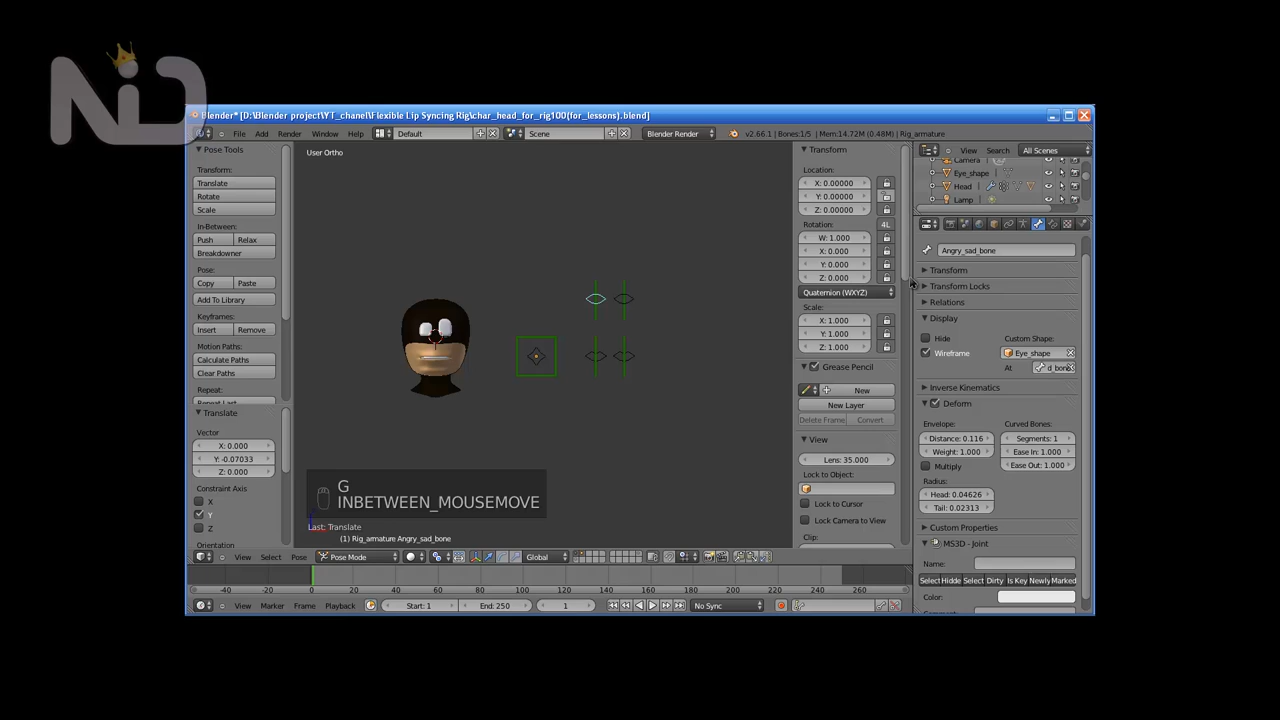 NiD
Blender* [D:\Blender project\YT_chanel\Flexible Lip Syncing Rig\char_head_for_rig100(for_lessons).blend]
File Add Render Window Help Default Scene Blender Render v2.66.1 | Bones:1/5 | Mem:14.72M (0.48M) | Rig_armature
Pose Tools
Transform:
Translate
Rotate
Scale
In-Between:
Push Relax
Breakdowner
Pose:
Copy Paste
Add To Library
Keyframes:
Insert Remove
Motion Paths:
Calculate Paths
Clear Paths
Repeat:
Repeat Last
Translate
Vector
X: 0.000
Y: -0.07033
Z: 0.000
Constraint Axis
X
Y
Z
Orientation
User Ortho
G
INBETWEEN_MOUSEMOVE
Last: Translate
(1) Rig_armature Angry_sad_bone
Transform
Location:
X: 0.00000
Y: 0.00000
Z: 0.00000
Rotation: 4L
W: 1.000
X: 0.000
Y: 0.000
Z: 0.000
Quaternion (WXYZ)
Scale:
X: 1.000
Y: 1.000
Z: 1.000
Grease Pencil
New
New Layer
Delete Frame Convert
View
Lens: 35.000
Lock to Object:
Lock to Cursor
Lock Camera to View
Clip:
View Search All Scenes
Camera
Eye_shape
Head
Lamp
Angry_sad_bone
Transform
Transform Locks
Relations
Display
Hide Custom Shape:
Wireframe Eye_shape
At d_bone
Inverse Kinematics
Deform
Envelope: Curved Bones:
Distance: 0.116 Segments: 1
Weight: 1.000 Ease In: 1.000
Multiply Ease Out: 1.000
Radius:
Head: 0.04626
Tail: 0.02313
Custom Properties
MS3D - Joint
Name:
Select Hidde Select Dirty Is Key Newly Marked
Color:
View Select Pose Pose Mode Global
-40 -20 0 20 40 60 80 100 120 140 160 180 200 220 240 260
View Marker Frame Playback Start: 1 End: 250 1 No Sync